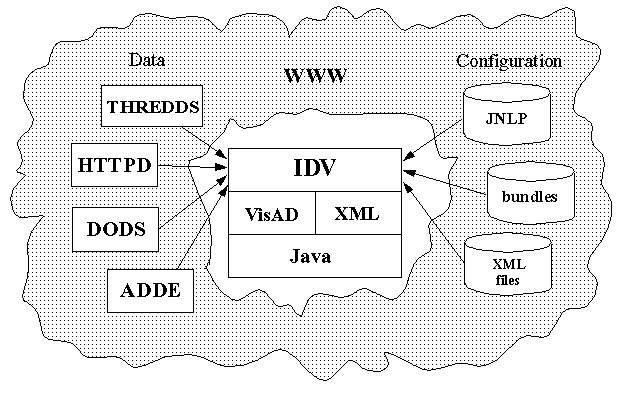 Data
WWW
Configuration
THREDDS
HTTPD
DODS
ADDE
IDV
VisAD
XML
Java
JNLP
bundles
XML
files